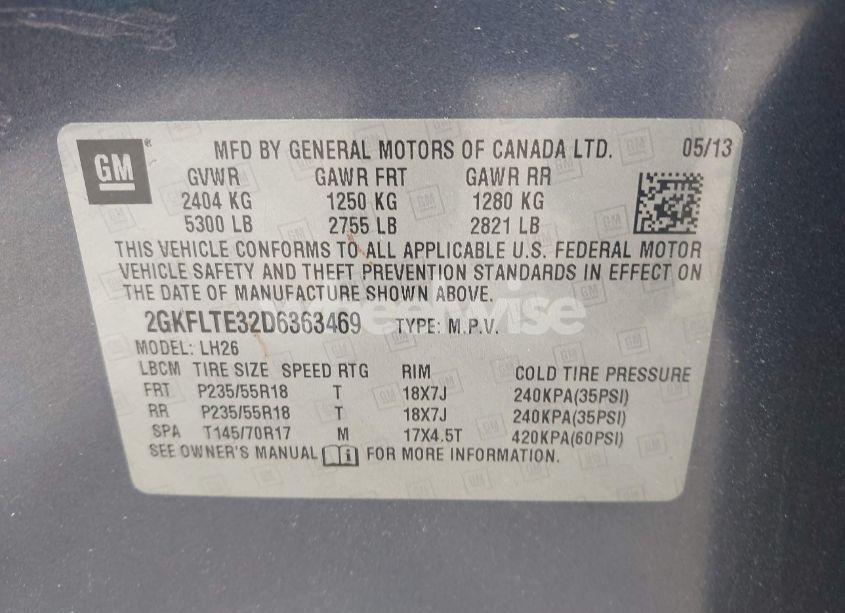 GM ® MFD BY GENERAL MOTORS OF CANADA LTD. 05/13
GVWR GAWR FRT GAWR RR
2404 KG 1250 KG 1280 KG
5300 LB 2755 LB 2821 LB
THIS VEHICLE CONFORMS TO ALL APPLICABLE U.S. FEDERAL MOTOR
VEHICLE SAFETY AND THEFT PREVENTION STANDARDS IN EFFECT ON
THE DATE OF MANUFACTURE SHOWN ABOVE.
2GKFLTE32D6363469 TYPE: M.P.V.
MODEL: LH26
LBCM TIRE SIZE SPEED RTG RIM COLD TIRE PRESSURE
FRT P235/55R18 T 18X7J 240KPA(35PSI)
RR P235/55R18 T 18X7J 240KPA(35PSI)
SPA T145/70R17 M 17X4.5T 420KPA(60PSI)
SEE OWNER'S MANUAL FOR MORE INFORMATION.